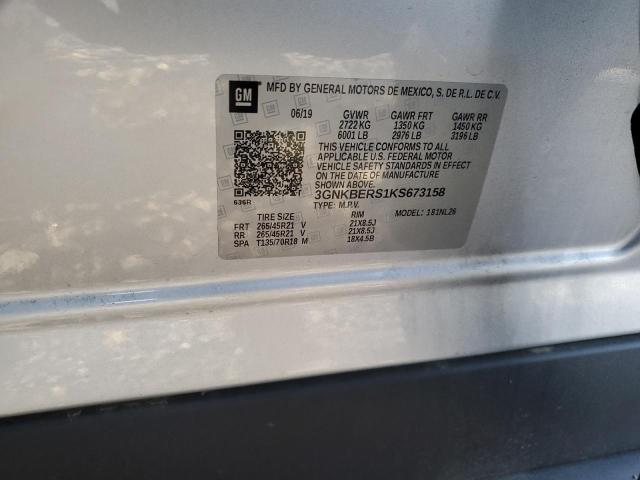 GM
MFD BY GENERAL MOTORS DE MEXICO, S. DE R.L. DE C.V.
06/19 GVWR GAWR FRT GAWR RR
2722 KG 1350 KG 1450 KG
6001 LB 2976 LB 3196 LB
THIS VEHICLE CONFORMS TO ALL
APPLICABLE U.S. FEDERAL MOTOR
VEHICLE SAFETY STANDARDS IN EFFECT
ON THE DATE OF MANUFACTURE
SHOWN ABOVE.
3GNKBERS1KS673158
636R
TYPE: M.P.V. 181NL26
TIRE SIZE RIM
FRT 265/45R21 V 21X8.5J
RR 265/45R21 V 21X8.5J
SPA T135/70R18 M 18X4.5B